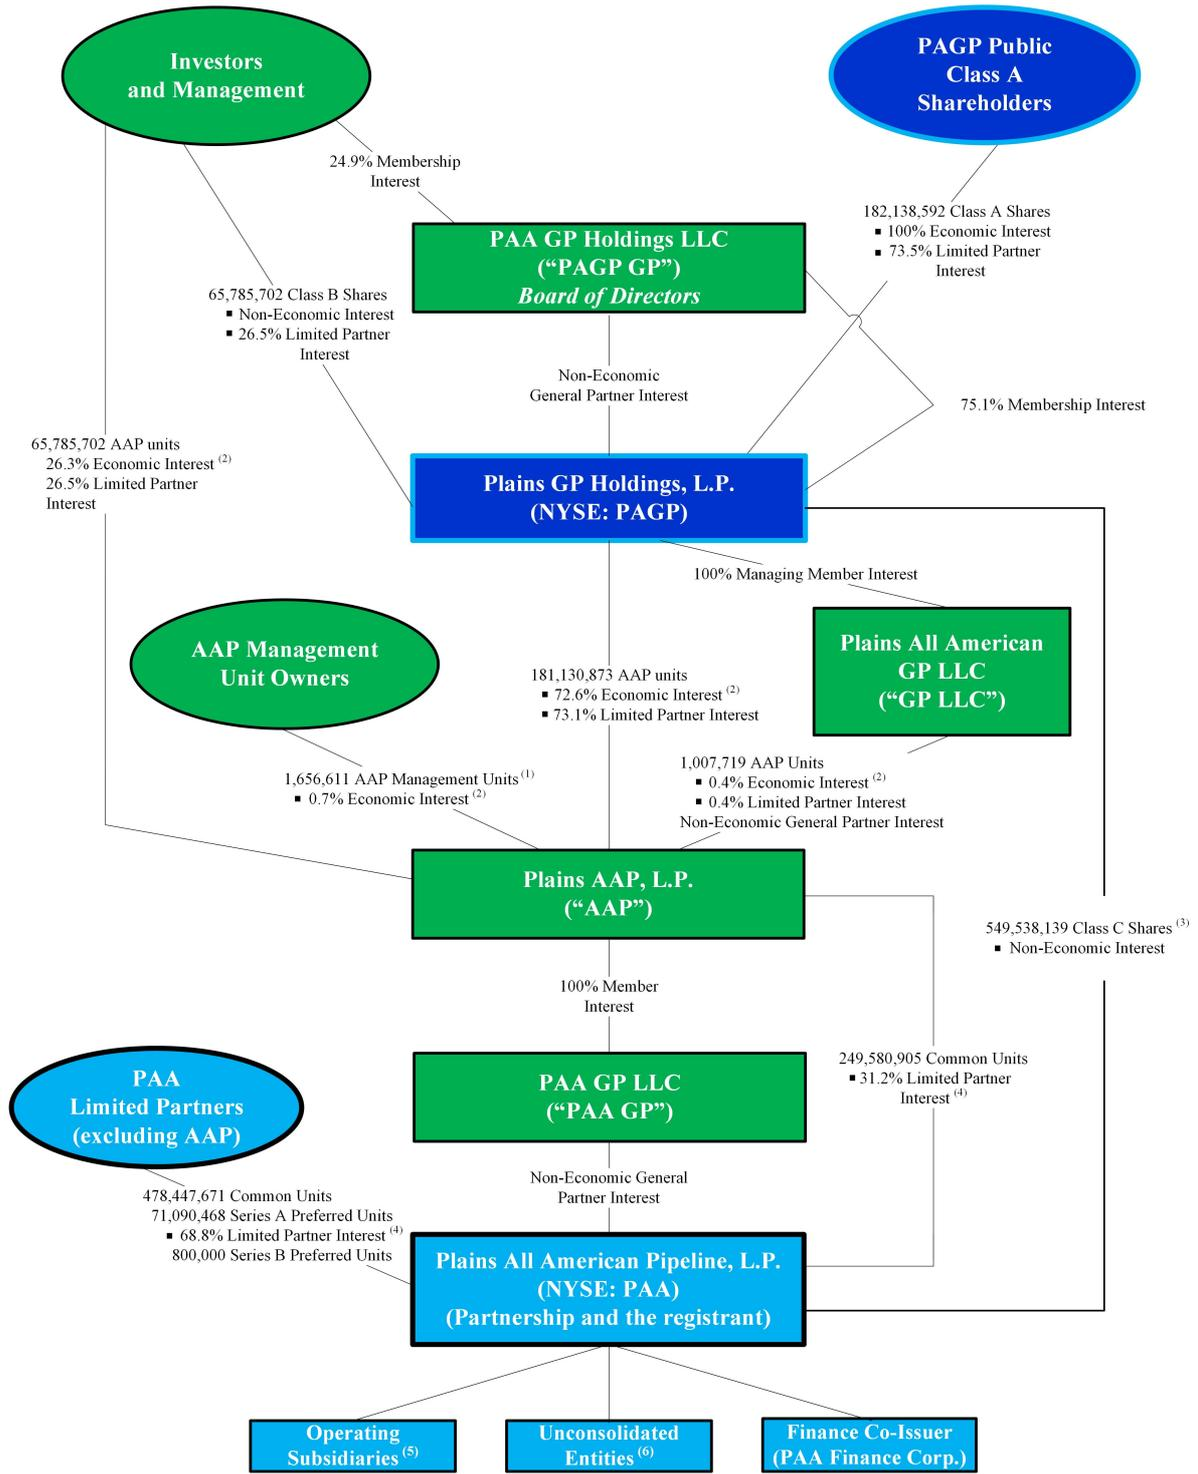 Investors
and Management
PAGP Public
Class A
Shareholders
24.9% Membership
Interest
182,138,592 Class A Shares
▪ 100% Economic Interest
▪ 73.5% Limited Partner
Interest
PAA GP Holdings LLC
(“PAGP GP”)
Board of Directors
65,785,702 Class B Shares
▪ Non-Economic Interest
▪ 26.5% Limited Partner
Interest
Non-Economic
General Partner Interest
75.1% Membership Interest
65,785,702 AAP units
26.3% Economic Interest (2)
26.5% Limited Partner
Interest
Plains GP Holdings, L.P.
(NYSE: PAGP)
100% Managing Member Interest
AAP Management
Unit Owners
Plains All American
GP LLC
(“GP LLC”)
181,130,873 AAP units
▪ 72.6% Economic Interest (2)
▪ 73.1% Limited Partner Interest
1,656,611 AAP Management Units (1)
▪ 0.7% Economic Interest (2)
1,007,719 AAP Units
▪ 0.4% Economic Interest (2)
▪ 0.4% Limited Partner Interest
Non-Economic General Partner Interest
Plains AAP, L.P.
(“AAP”)
549,538,139 Class C Shares (3)
▪ Non-Economic Interest
100% Member
Interest
249,580,905 Common Units
▪ 31.2% Limited Partner
Interest (4)
PAA
Limited Partners
(excluding AAP)
PAA GP LLC
(“PAA GP”)
Non-Economic General
Partner Interest
478,447,671 Common Units
71,090,468 Series A Preferred Units
▪ 68.8% Limited Partner Interest (4)
800,000 Series B Preferred Units
Plains All American Pipeline, L.P.
(NYSE: PAA)
(Partnership and the registrant)
Operating
Subsidiaries (5)
Unconsolidated
Entities (6)
Finance Co-Issuer
(PAA Finance Corp.)